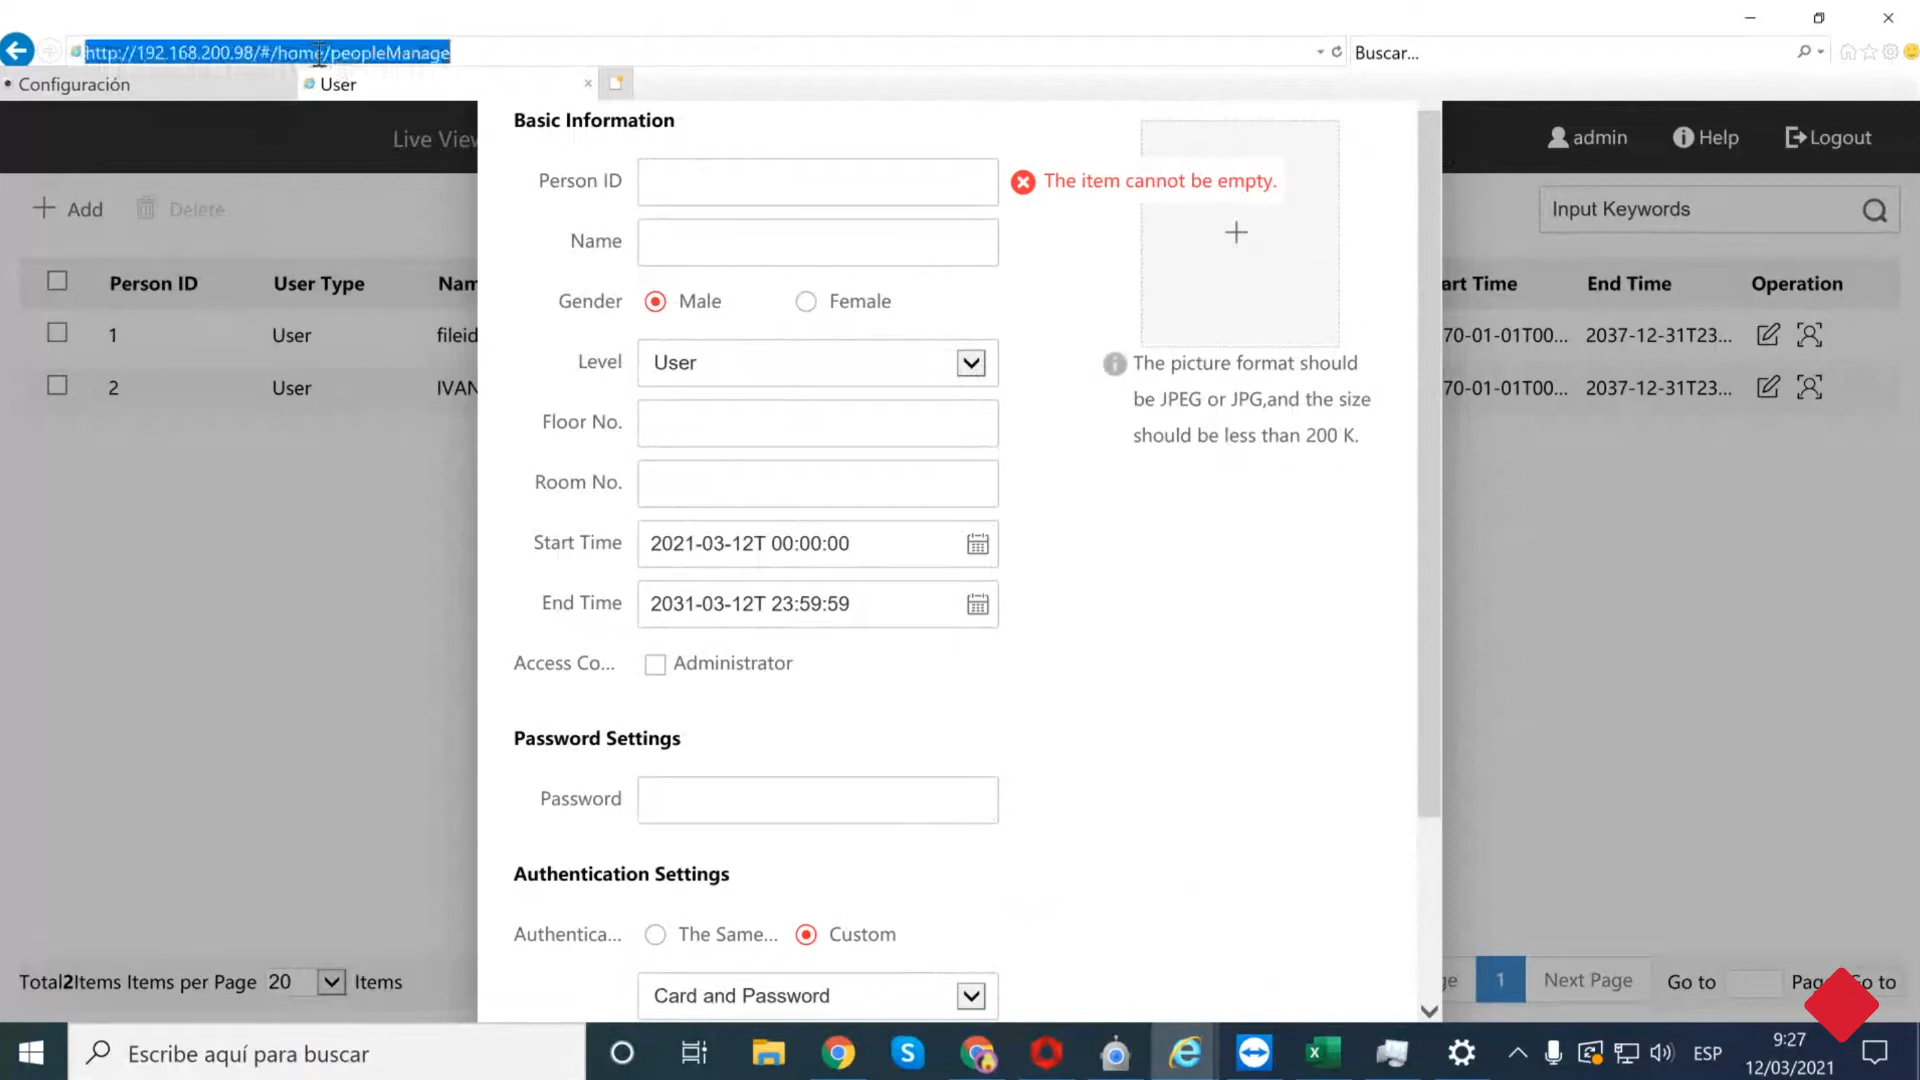 http://192.168.200.98/#/home/peopleManage
Buscar...
Configuración
User
Live View
admin
Help
Logout
Add
Delete
Input Keywords
Person ID User Type Nam
art Time End Time Operation
1 User fileid
70-01-01T00... 2037-12-31T23...
2 User IVAN
70-01-01T00... 2037-12-31T23...
Basic Information
Person ID
The item cannot be empty.
Name
Gender Male Female
Level User
The picture format should
be JPEG or JPG,and the size
should be less than 200 K.
Floor No.
Room No.
Start Time 2021-03-12T 00:00:00
End Time 2031-03-12T 23:59:59
Access Co... Administrator
Password Settings
Password
Authentication Settings
Authentica... The Same... Custom
Card and Password
Total2Items Items per Page 20 Items
ge 1 Next Page Go to Pag Go to
Escribe aquí para buscar
ESP
9:27
12/03/2021